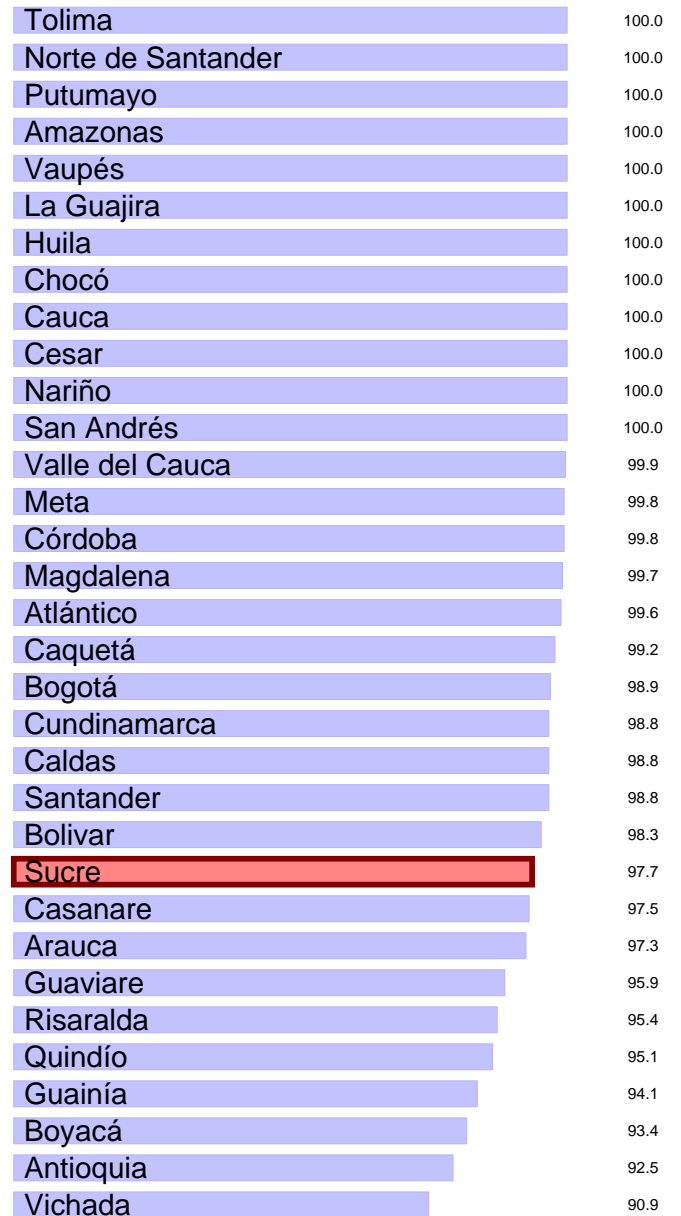 Tolima 100.0
Norte de Santander 100.0
Putumayo 100.0
Amazonas 100.0
Vaupés 100.0
La Guajira 100.0
Huila 100.0
Chocó 100.0
Cauca 100.0
Cesar 100.0
Nariño 100.0
San Andrés 100.0
Valle del Cauca 99.9
Meta 99.8
Córdoba 99.8
Magdalena 99.7
Atlántico 99.6
Caquetá 99.2
Bogotá 98.9
Cundinamarca 98.8
Caldas 98.8
Santander 98.8
Bolivar 98.3
Sucre 97.7
Casanare 97.5
Arauca 97.3
Guaviare 95.9
Risaralda 95.4
Quindío 95.1
Guainía 94.1
Boyacá 93.4
Antioquia 92.5
Vichada 90.9